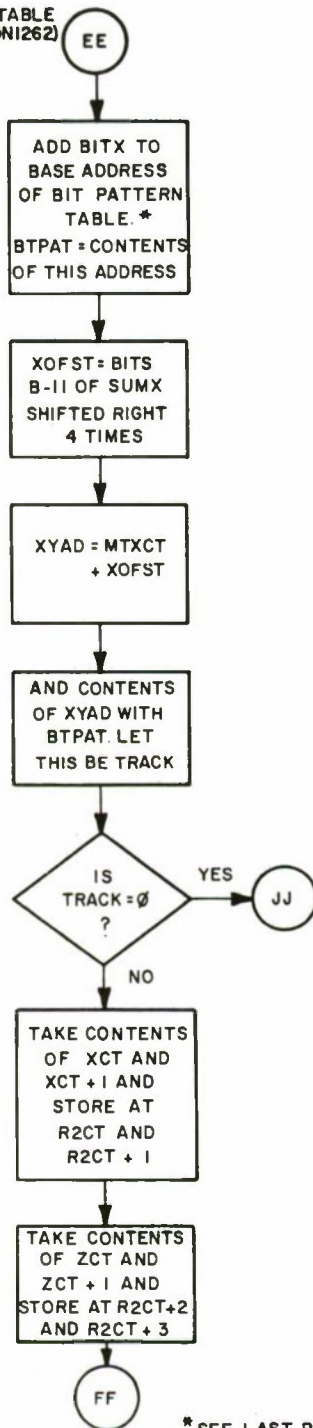 TABLE
N1262)
EE
ADD BITX TO
BASE ADDRESS
OF BIT PATTERN
TABLE.*
BTPAT = CONTENTS
OF THIS ADDRESS
XOFST = BITS
B-11 OF SUMX
SHIFTED RIGHT
4 TIMES
XYAD = MTXCT
+ XOFST
AND CONTENTS
OF XYAD WITH
BTPAT. LET
THIS BE TRACK
IS
TRACK = Ø
?
YES
JJ
NO
TAKE CONTENTS
OF XCT AND
XCT + 1 AND
STORE AT
R2CT AND
R2CT + 1
TAKE CONTENTS
OF ZCT AND
ZCT + 1 AND
STORE AT R2CT+2
AND R2CT + 3
FF
* SEE LAST